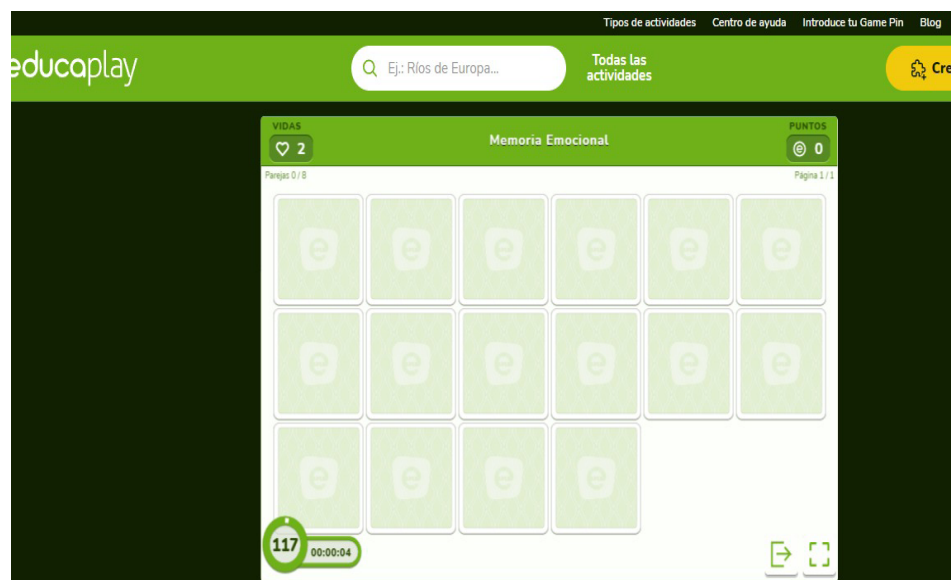 Tipos de actividades Centro de ayuda Introduce tu Game Pin Blog
educaplay
Ej.: Ríos de Europa...
Todas las
actividades
Cre
VIDAS
2
Memoria Emocional
PUNTOS
e 0
Parejas 0 / 8
Página 1 / 1
e e e e e e
e e e e e e
e e e e
117
00:00:04